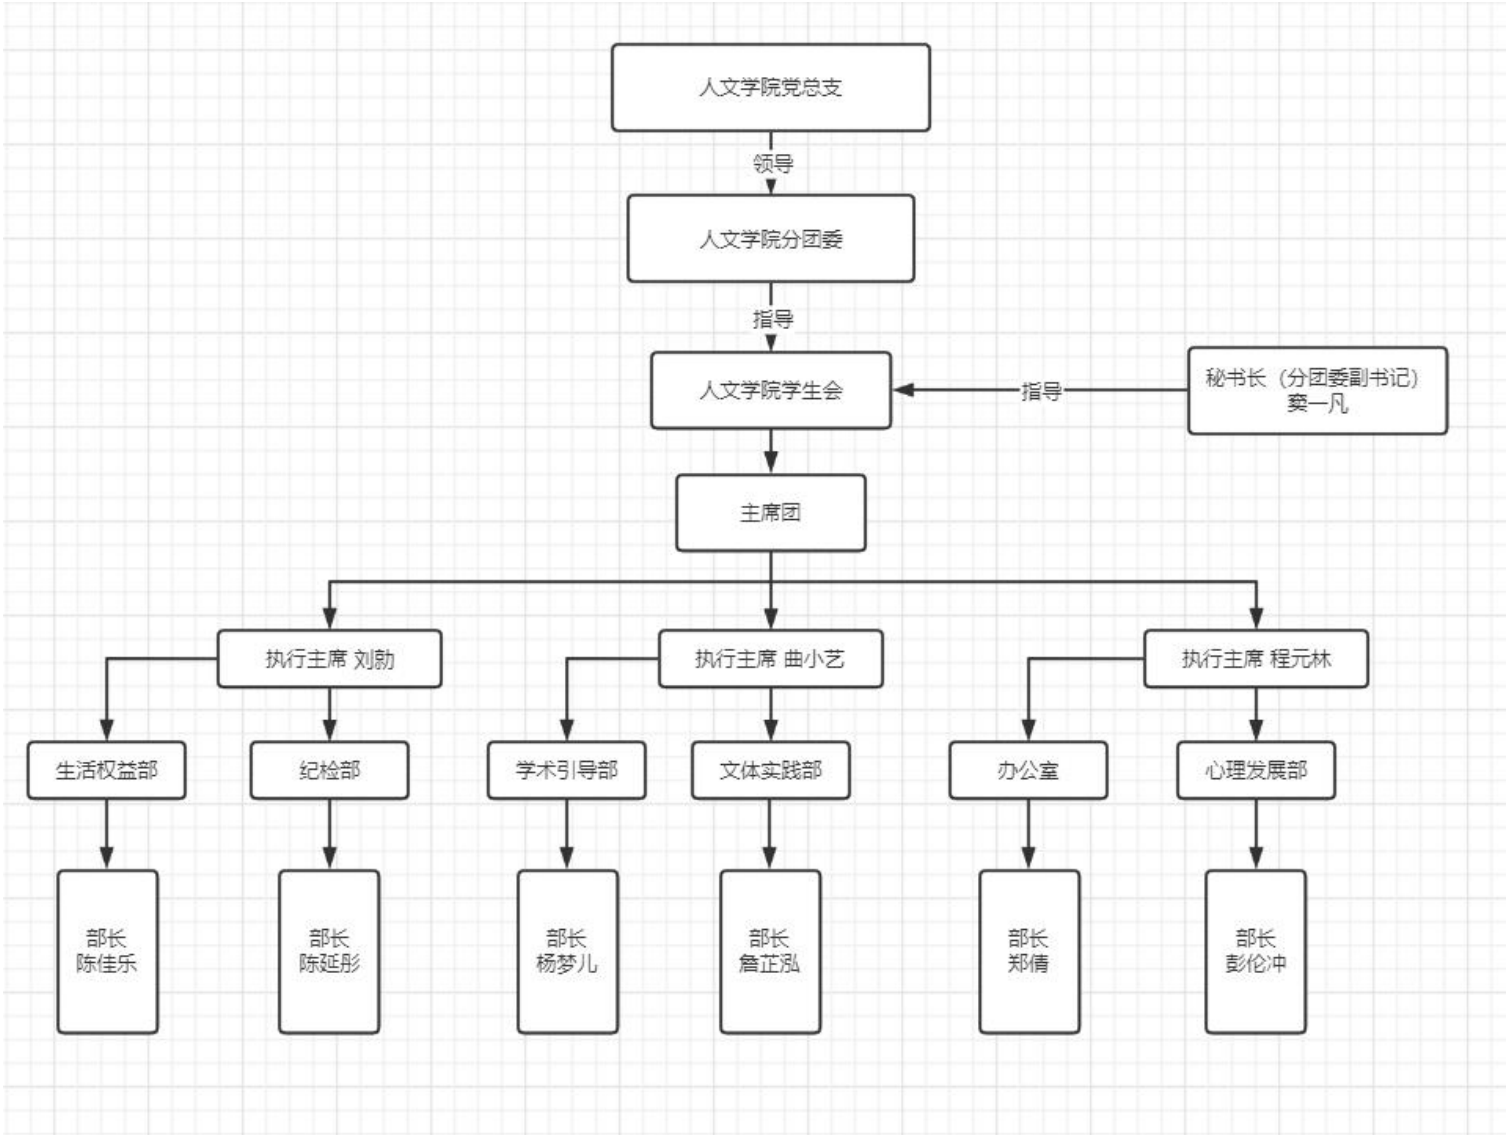 人文学院党总支
领导
人文学院分团委
指导
人文学院学生会
指导
秘书长（分团委副书记）
窦一凡
主席团
执行主席 刘勍
执行主席 曲小艺
执行主席 程元林
生活权益部
纪检部
学术引导部
文体实践部
办公室
心理发展部
部长
陈佳乐
部长
陈延彤
部长
杨梦儿
部长
詹芷泓
部长
郑倩
部长
彭伦冲